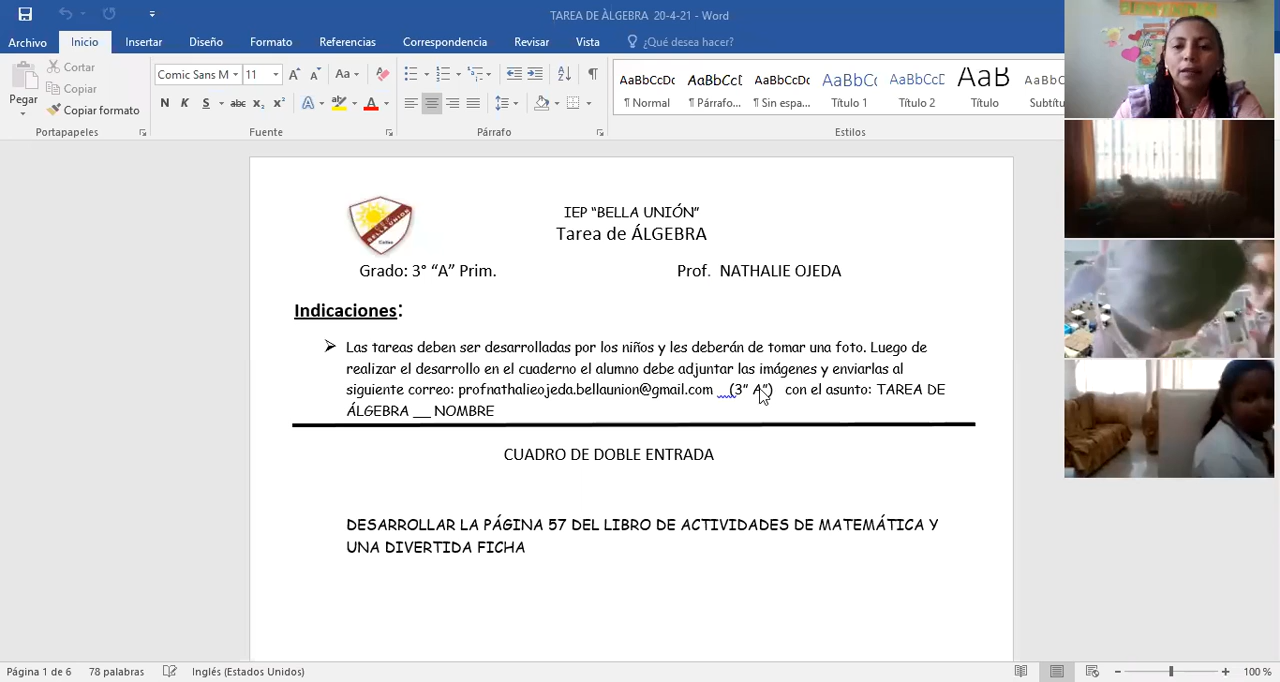 TAREA DE ÀLGEBRA 20-4-21 - Word
Archivo Inicio Insertar Diseño Formato Referencias Correspondencia Revisar Vista ¿Qué desea hacer?
Pegar
Cortar
Copiar
Copiar formato
Portapapeles
Comic Sans M 11
Fuente
Párrafo
AaBbCcDc AaBbCcD AaBbCcDc AaBbCc AaBbCcD AaB AaBbC
¶ Normal ¶ Párrafo... ¶ Sin espa... Título 1 Título 2 Título Subtítu
Estilos
BELLA UNION
IEP “BELLA UNIÓN”
Tarea de ÁLGEBRA
Grado: 3° “A” Prim. Prof. NATHALIE OJEDA
Indicaciones:
Las tareas deben ser desarrolladas por los niños y les deberán de tomar una foto. Luego de
realizar el desarrollo en el cuaderno el alumno debe adjuntar las imágenes y enviarlas al
siguiente correo: profnathalieojeda.bellaunion@gmail.com (3” A”) con el asunto: TAREA DE
ÁLGEBRA __ NOMBRE
CUADRO DE DOBLE ENTRADA
DESARROLLAR LA PÁGINA 57 DEL LIBRO DE ACTIVIDADES DE MATEMÁTICA Y
UNA DIVERTIDA FICHA
Página 1 de 6 78 palabras Inglés (Estados Unidos) 100 %